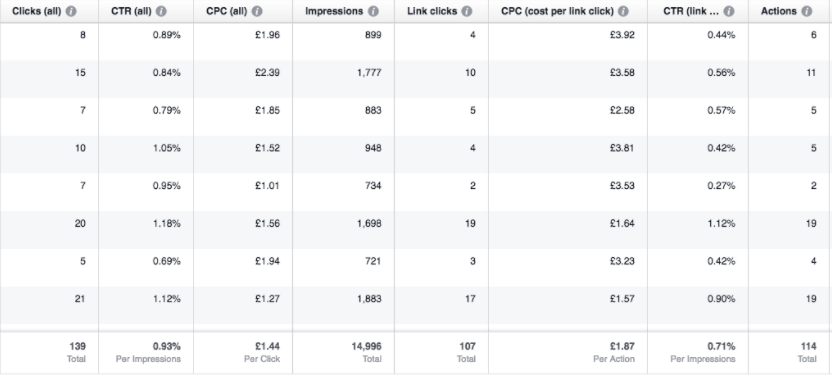 Clicks (all) CTR (all) CPC (all) Impressions Link clicks CPC (cost per link click) CTR (link ... Actions
8 0.89% £1.96 899 4 £3.92 0.44% 6
15 0.84% £2.39 1,777 10 £3.58 0.56% 11
7 0.79% £1.85 883 5 £2.58 0.57% 5
10 1.05% £1.52 948 4 £3.81 0.42% 5
7 0.95% £1.01 734 2 £3.53 0.27% 2
20 1.18% £1.56 1,698 19 £1.64 1.12% 19
5 0.69% £1.94 721 3 £3.23 0.42% 4
21 1.12% £1.27 1,883 17 £1.57 0.90% 19
139 0.93% £1.44 14,996 107 £1.87 0.71% 114
Total Per Impressions Per Click Total Total Per Action Per Impressions Total